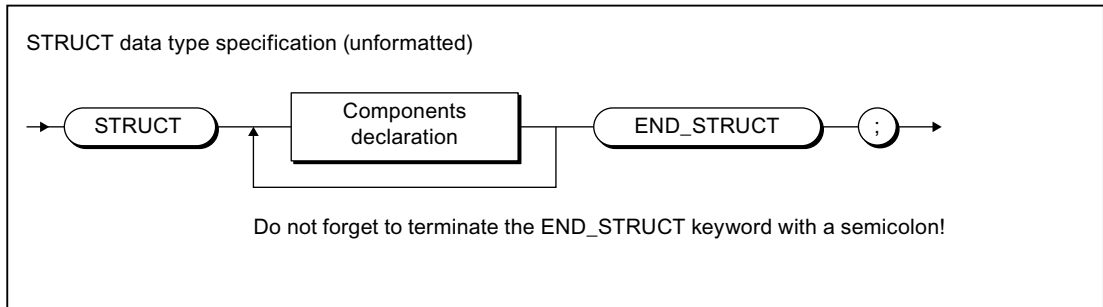 STRUCT data type specification (unformatted)
STRUCT
Components
declaration
END_STRUCT
;
Do not forget to terminate the END_STRUCT keyword with a semicolon!